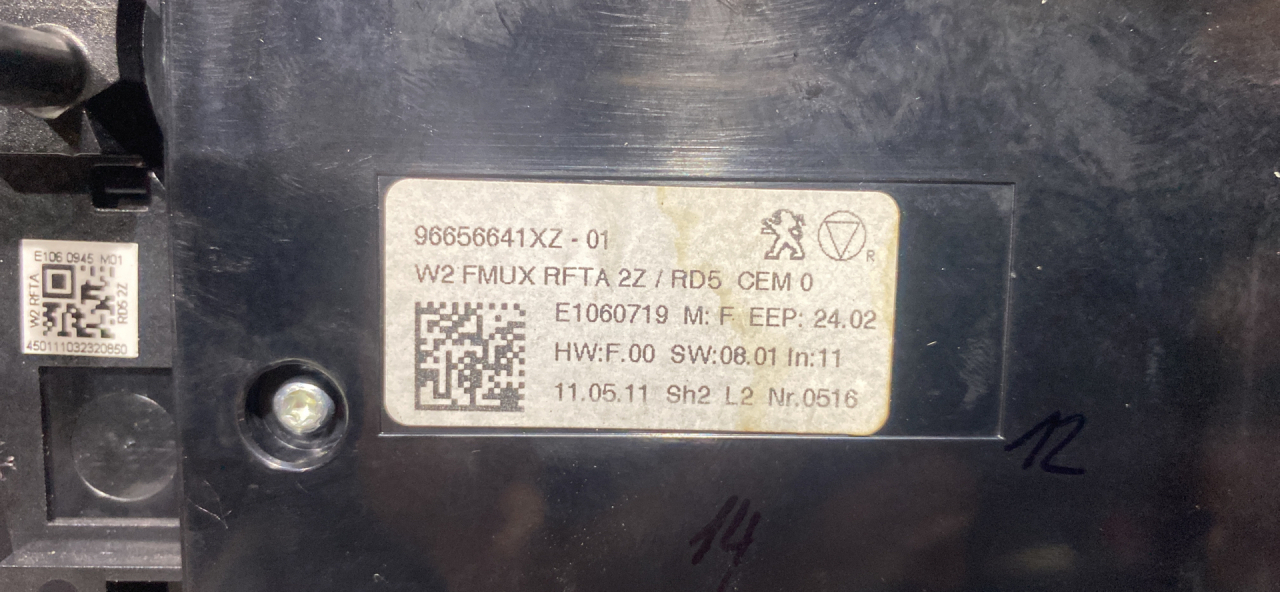 E106 0945 M01
W2 RFTA
RD5 2Z
450111032320850
96656641XZ - 01
R
W2 FMUX RFTA 2Z / RD5 CEM 0
E1060719 M: F EEP: 24.02
HW:F.00 SW:08.01 In:11
11.05.11 Sh2 L2 Nr.0516
12
14